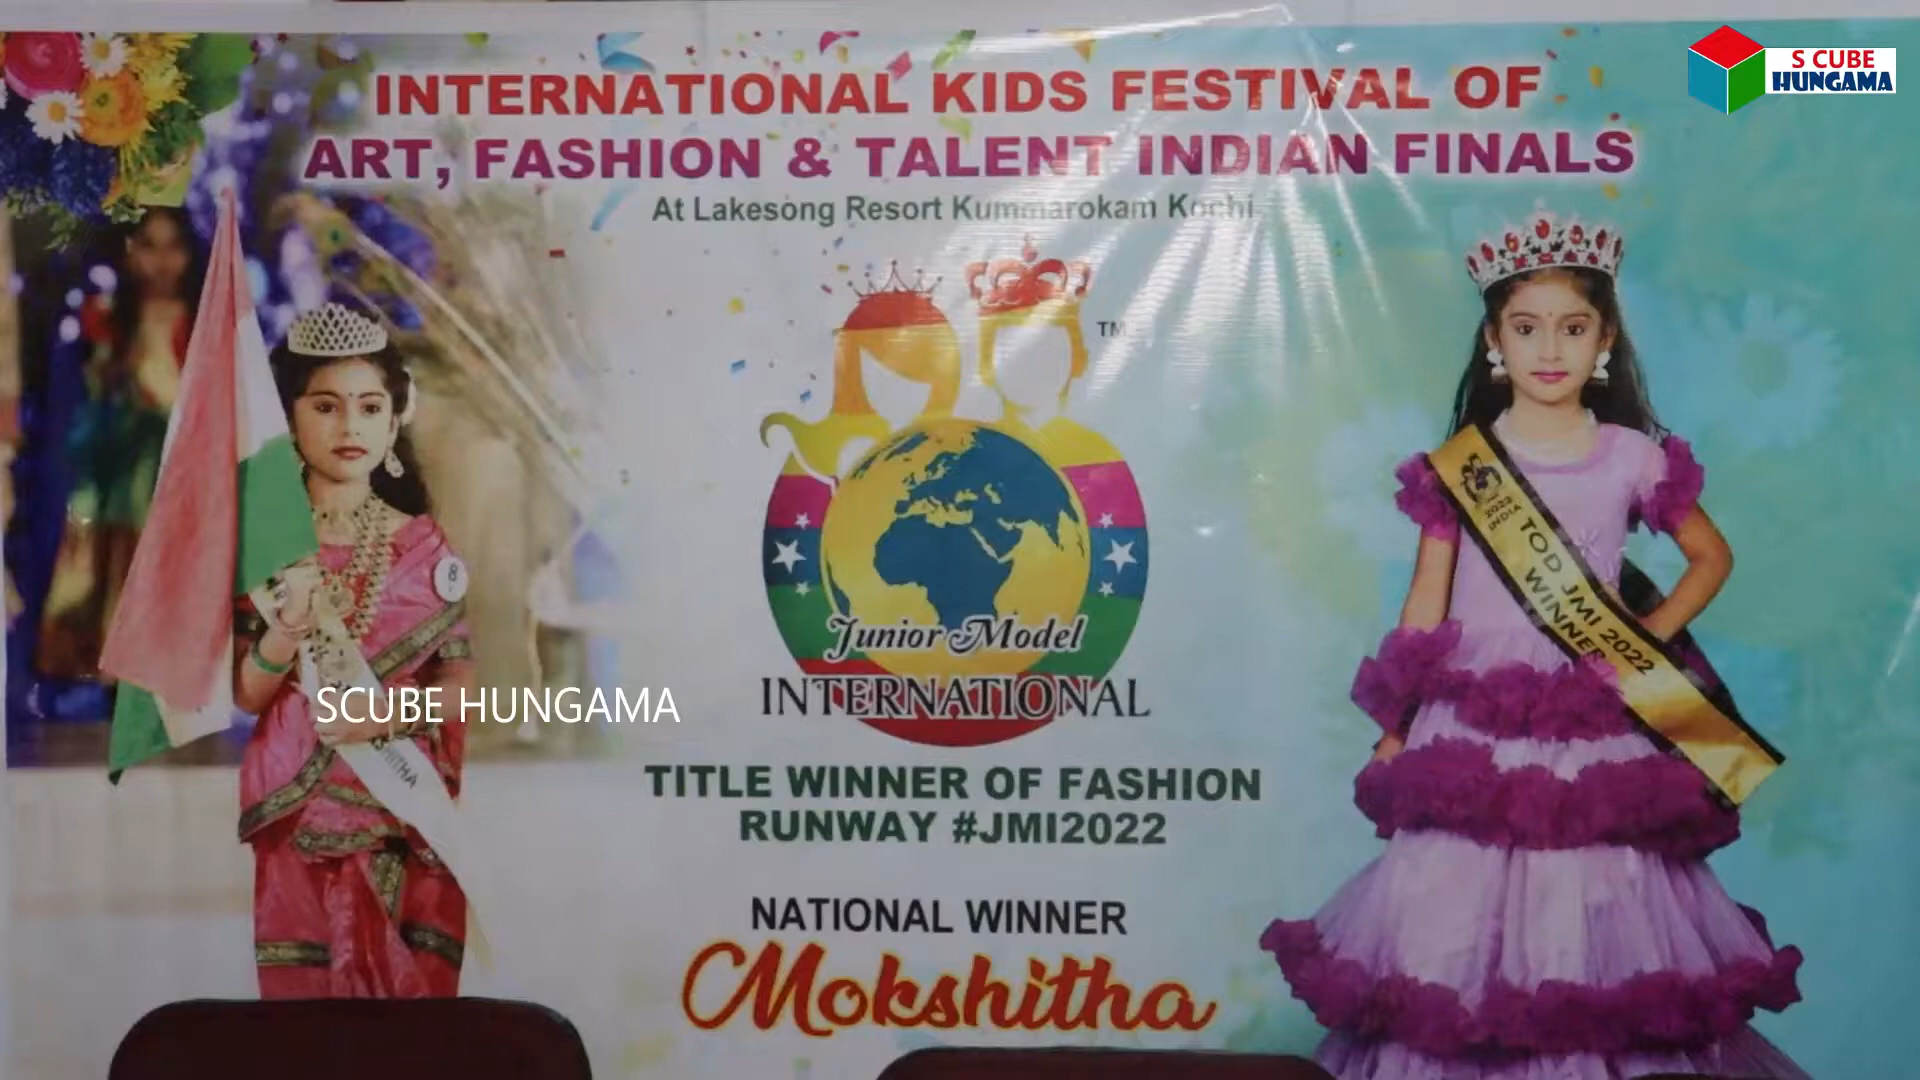 S CUBE
HUNGAMA
INTERNATIONAL KIDS FESTIVAL OF
ART, FASHION & TALENT INDIAN FINALS
At Lakesong Resort Kummarokam Kochi
TM
2022
INDIA
TOD JMI 2022
WINNER
8
Junior Model
INTERNATIONAL
SCUBE HUNGAMA
TITLE WINNER OF FASHION
RUNWAY #JMI2022
NATIONAL WINNER
Mokshitha